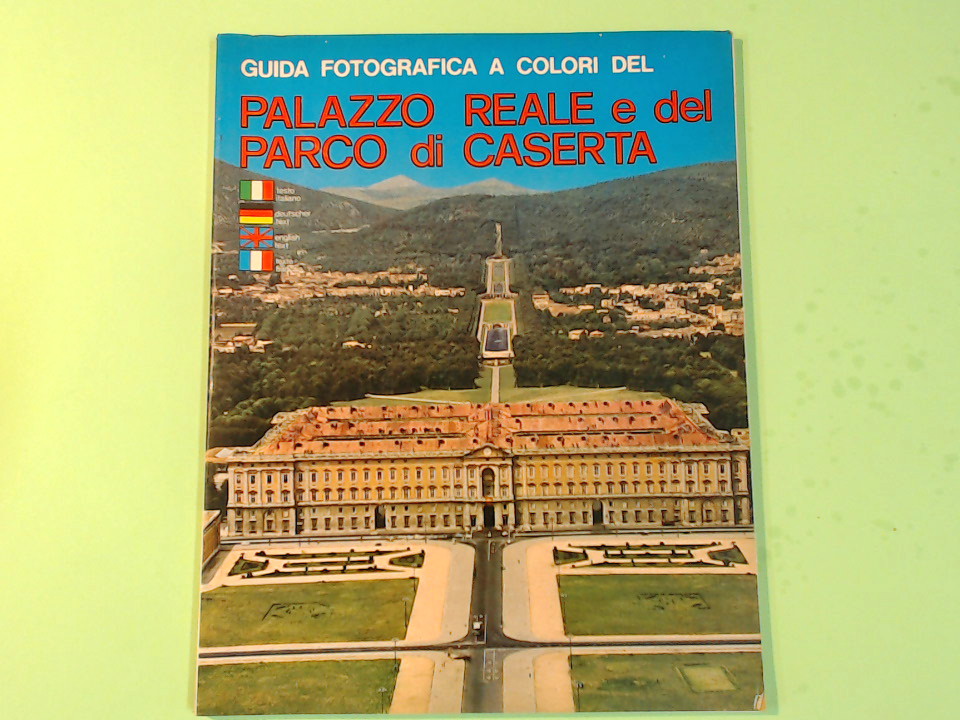 GUIDA FOTOGRAFICA A COLORI DEL
PALAZZO REALE e del
PARCO di CASERTA
testo
italiano
deutscher
text
english
text